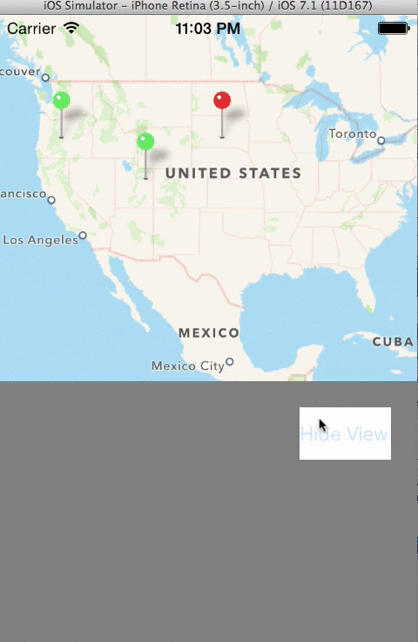 iOS Simulator – iPhone Retina (3.5-inch) / iOS 7.1 (11D167)
Carrier 11:03 PM
couver
Toronto
UNITED STATES
ancisco
Los Angeles
MEXICO
CUBA
Mexico City
Hide View